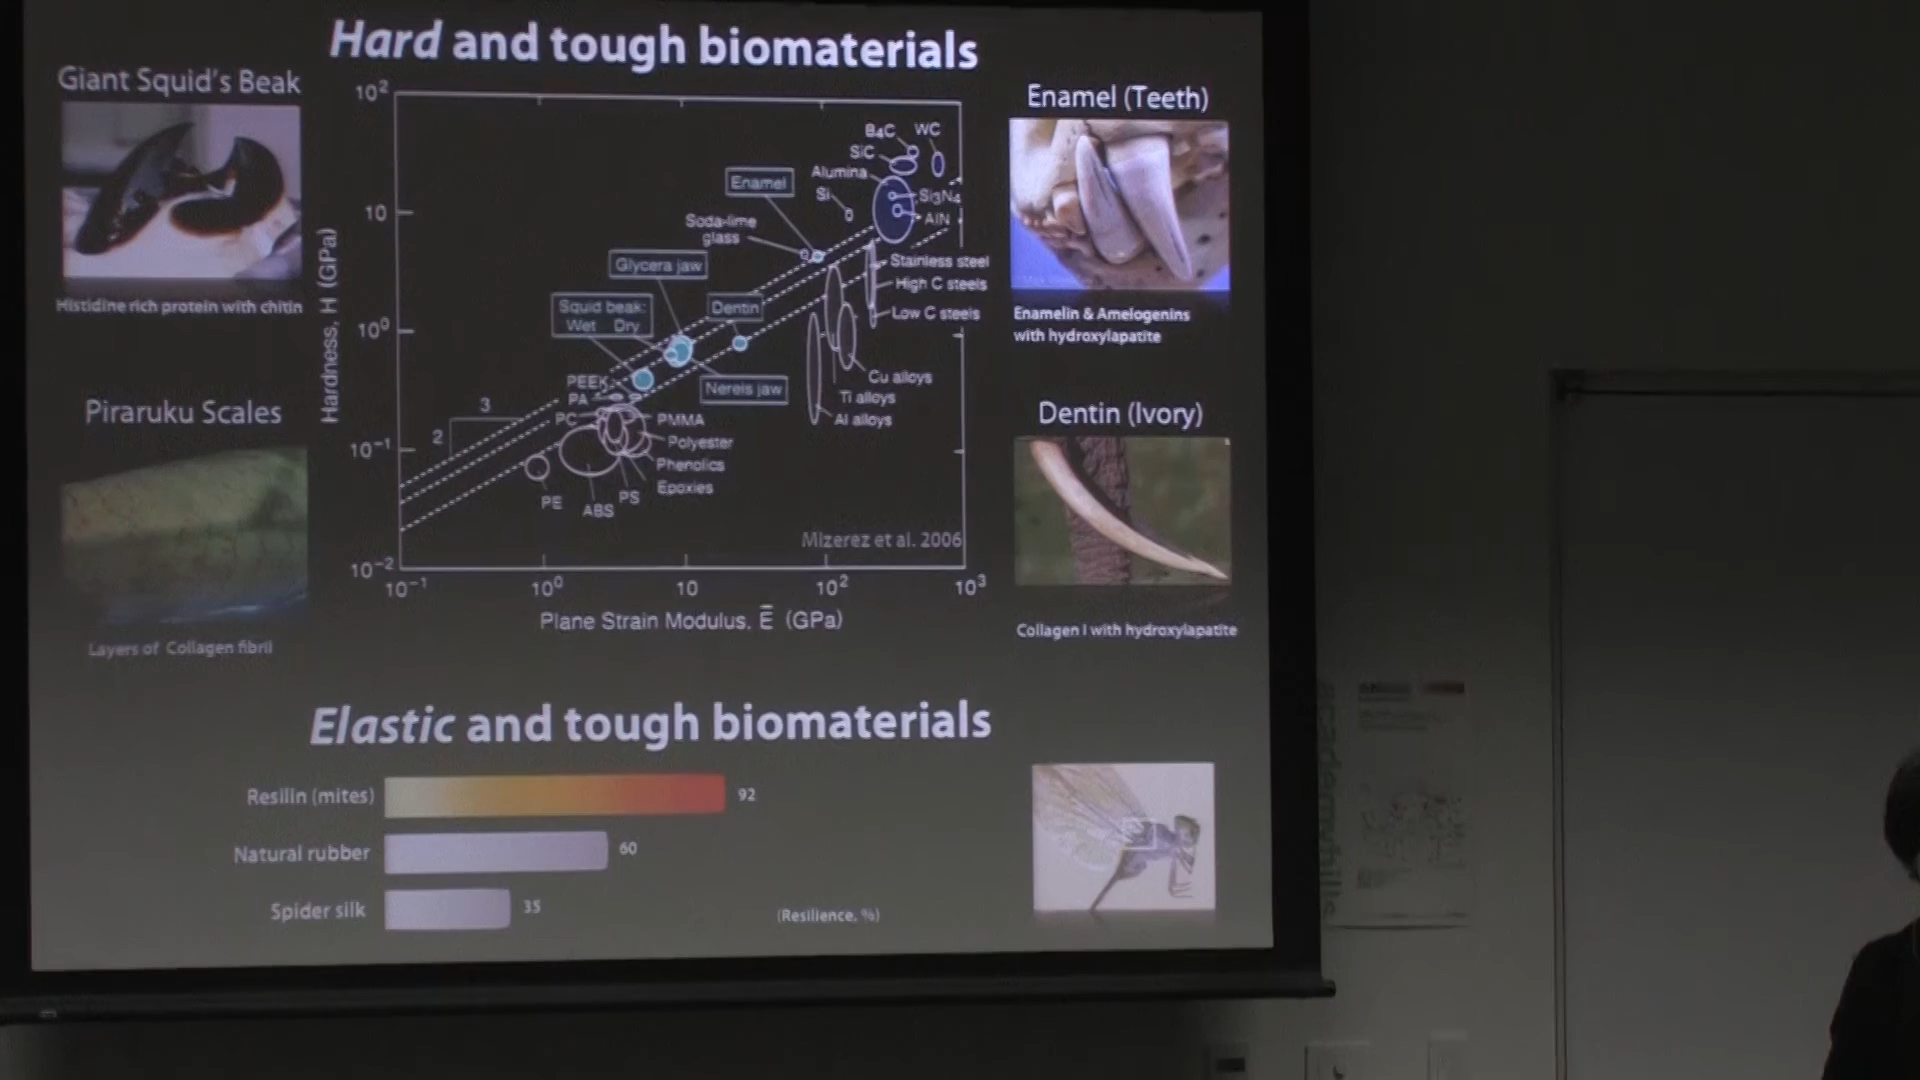 Hard and tough biomaterials
Giant Squid's Beak
Histidine rich protein with chitin
Piraruku Scales
Layers of Collagen fibril
Enamel (Teeth)
Enamelin & Amelogenins
with hydroxylapatite
Dentin (Ivory)
Collagen I with hydroxylapatite
Hardness, H (GPa)
10²
10
10⁰
10⁻¹
10⁻²
10⁻¹
10⁰
10
10²
10³
Plane Strain Modulus, E̅ (GPa)
B4C
WC
SiC
Alumina
Si
Si3N4
AlN
Enamel
Soda-lime
glass
Glycera jaw
Squid beak:
Wet Dry
Dentin
Stainless steel
High C steels
Low C steels
Cu alloys
Ti alloys
Al alloys
Nereis jaw
PEEK
PA
PC
3
2
PMMA
Polyester
Phenolics
Epoxies
PE
ABS
PS
Mizerez et al. 2006
Elastic and tough biomaterials
Resilin (mites)
92
Natural rubber
60
Spider silk
35
(Resilience, %)
academyhills